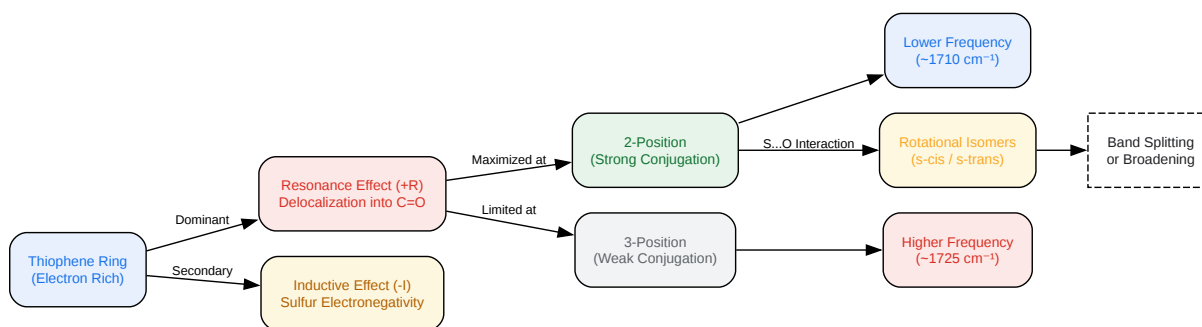 Thiophene Ring
(Electron Rich)
Dominant
Secondary
Resonance Effect (+R)
Delocalization into C=O
Inductive Effect (-I)
Sulfur Electronegativity
Maximized at
Limited at
2-Position
(Strong Conjugation)
3-Position
(Weak Conjugation)
S...O Interaction
Lower Frequency
(~1710 cm⁻¹)
Rotational Isomers
(s-cis / s-trans)
Higher Frequency
(~1725 cm⁻¹)
Band Splitting
or Broadening